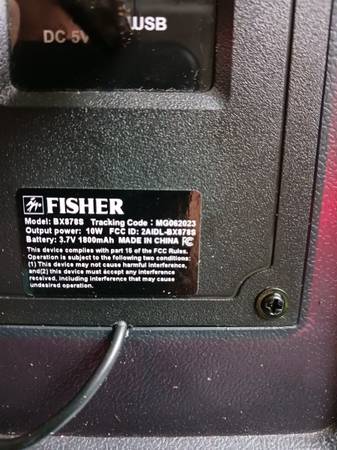 USB
DC 5V
FISHER
Model: BX878S Tracking Code : MG062023
Output power: 10W FCC ID: 2AIDL-BX878S
Battery: 3.7V 1800mAh MADE IN CHINA FC
This device complies with part 15 of the FCC Rules.
Operation is subject to the following two conditions:
(1) This device may not cause harmful interference,
and(2) this device must accept any interference
received, including interference that may cause
undesired operation.